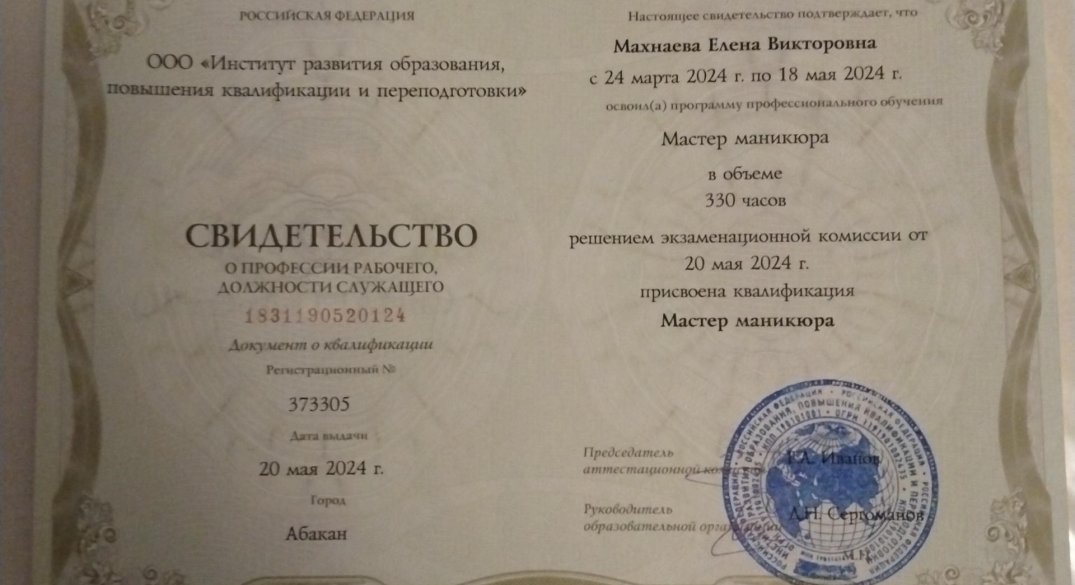 РОССИЙСКАЯ ФЕДЕРАЦИЯ
ООО «Институт развития образования,
повышения квалификации и переподготовки»
СВИДЕТЕЛЬСТВО
О ПРОФЕССИИ РАБОЧЕГО,
ДОЛЖНОСТИ СЛУЖАЩЕГО
1831190520124
Документ о квалификации
Регистрационный №
373305
Дата выдачи
20 мая 2024 г.
Город
Абакан
Настоящее свидетельство подтверждает, что
Махнаева Елена Викторовна
с 24 марта 2024 г. по 18 мая 2024 г.
освоил(а) программу профессионального обучения
Мастер маникюра
в объеме
330 часов
решением экзаменационной комиссии от
20 мая 2024 г.
присвоена квалификация
Мастер маникюра
Председатель
аттестационной комиссии
Г.А. Иванов
Руководитель
образовательной организации
А.Н. Сергоманов
М.П.